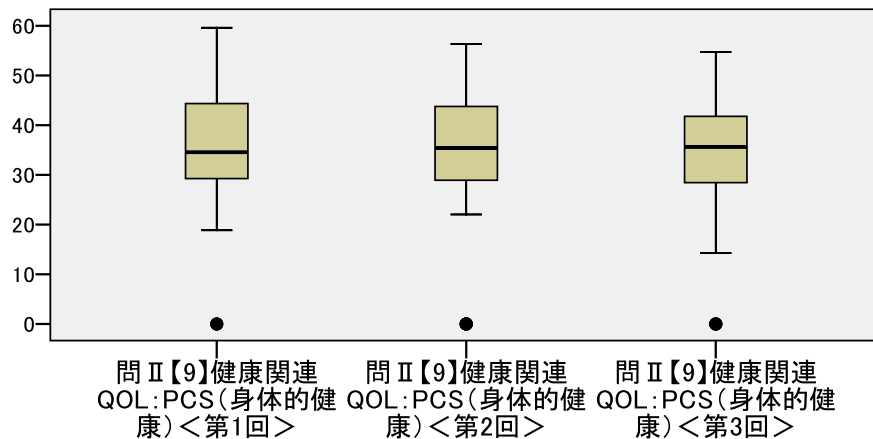 60
50
40
30
20
10
0
問Ⅱ【9】健康関連
QOL:PCS(身体的健
康)<第1回>
問Ⅱ【9】健康関連
QOL:PCS(身体的健
康)<第2回>
問Ⅱ【9】健康関連
QOL:PCS(身体的健
康)<第3回>